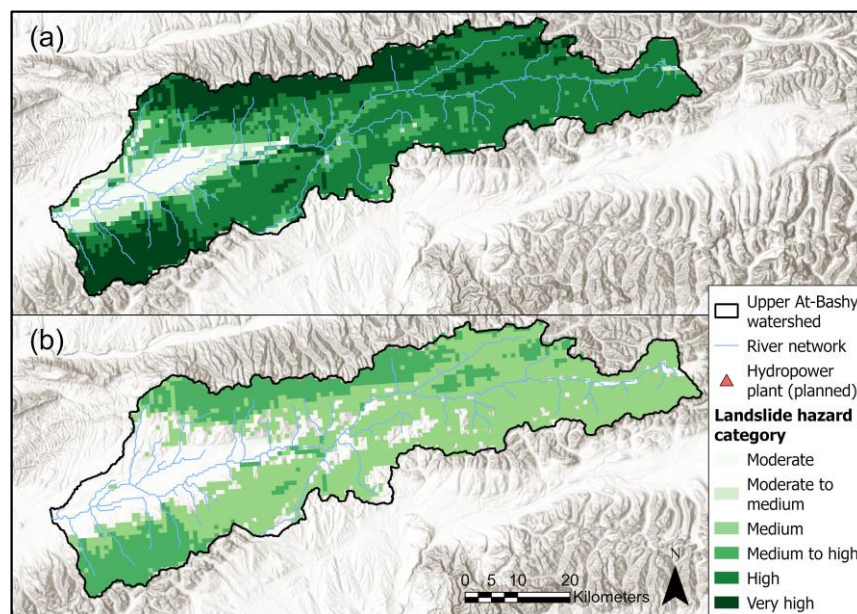 (a)
(b)
Upper At-Bashy
watershed
River network
Hydropower
plant (planned)
Landslide hazard
category
Moderate
Moderate to
medium
Medium
Medium to high
High
Very high
N
0 5 10 20
Kilometers